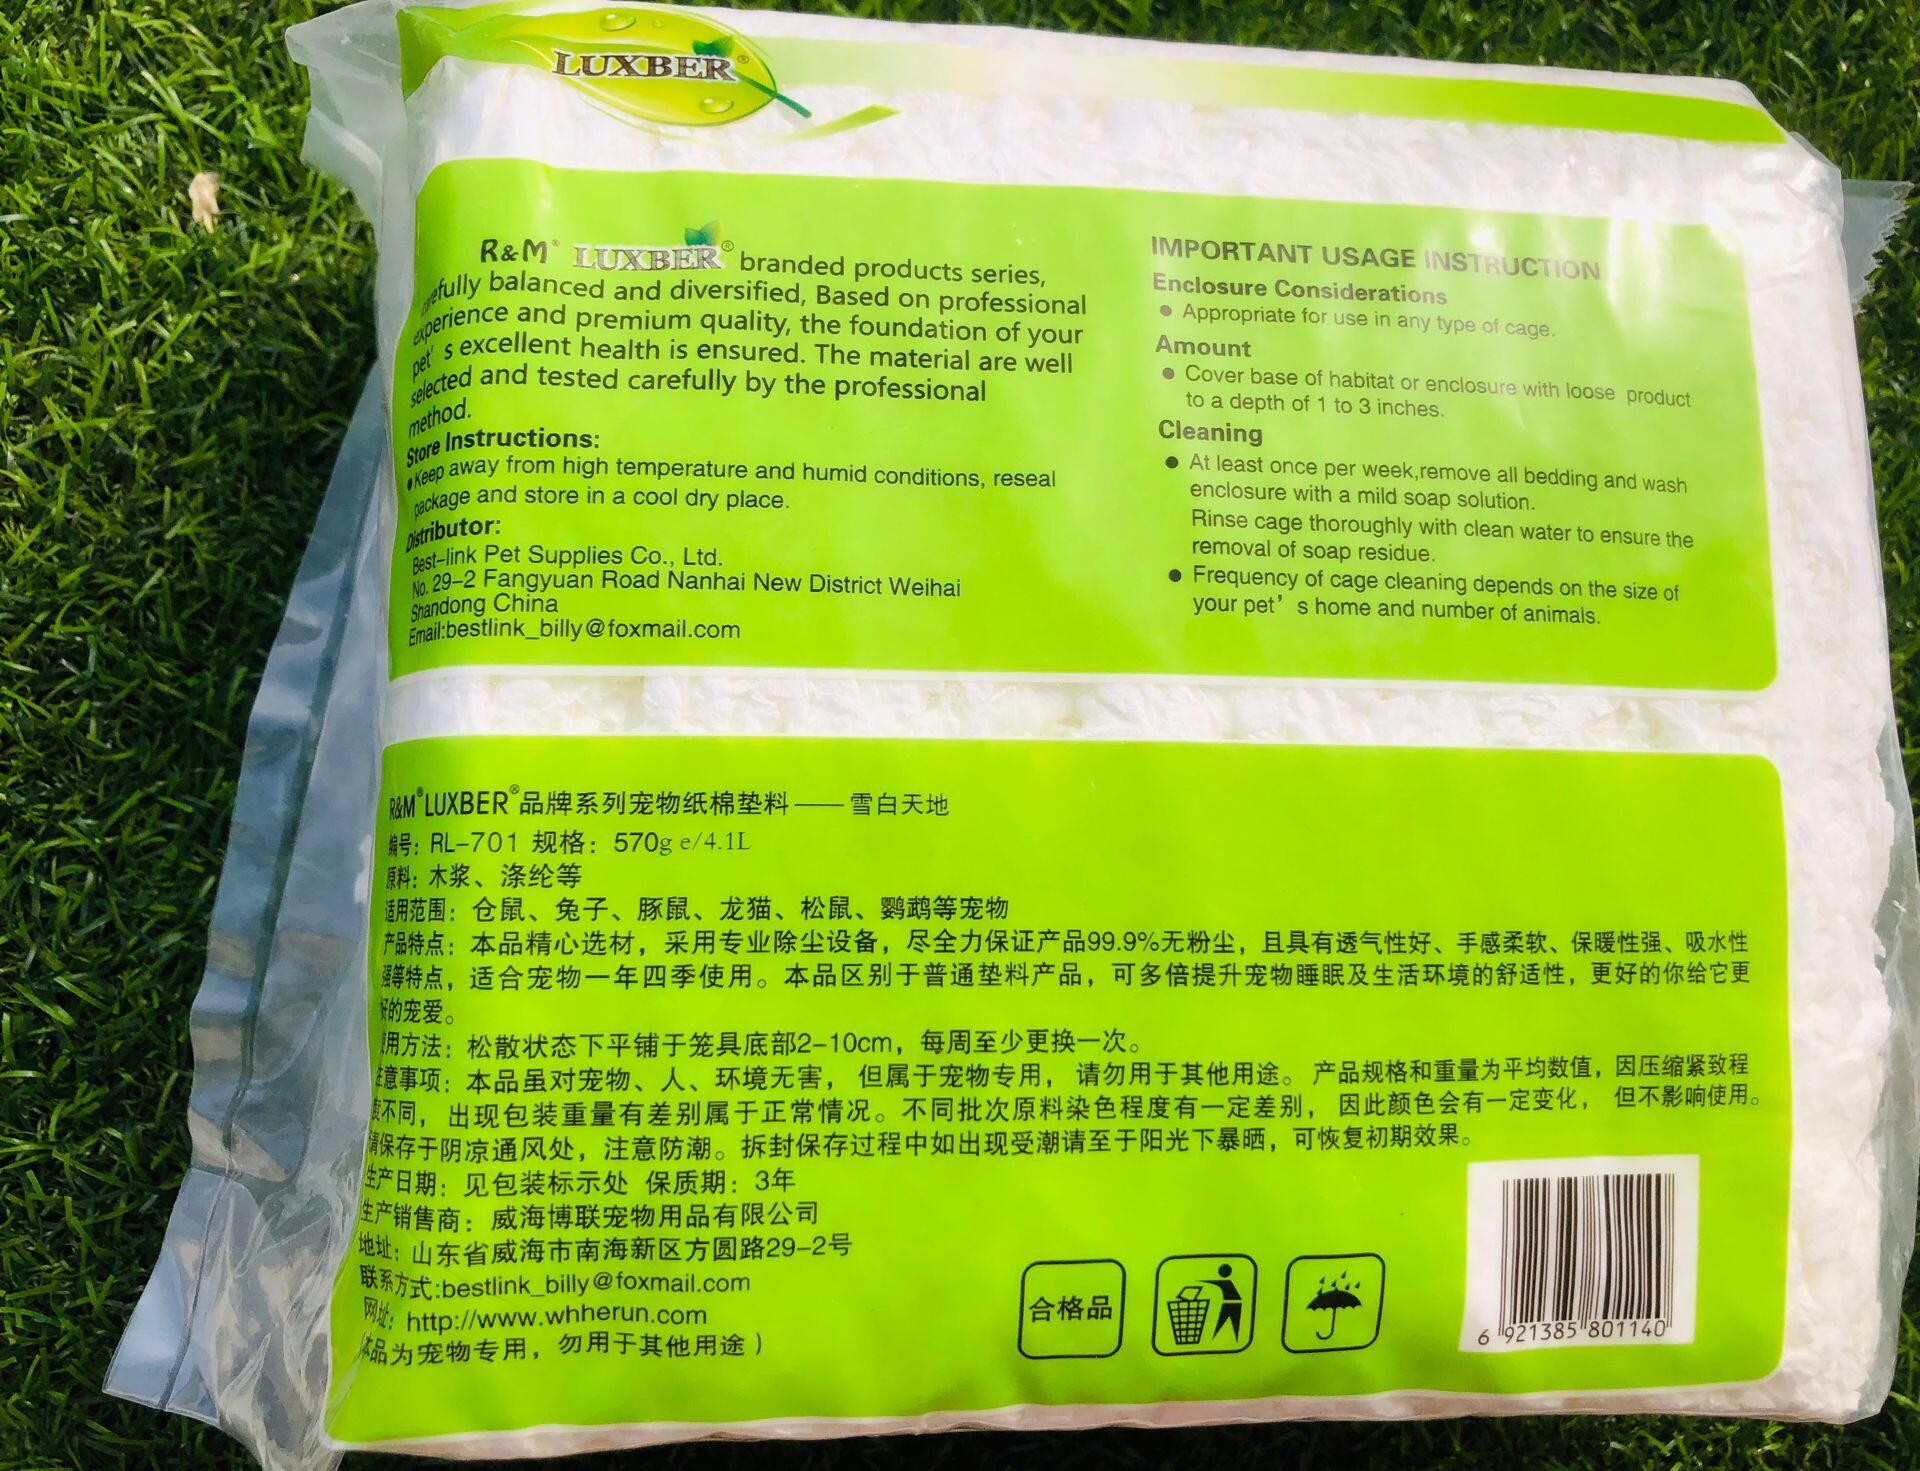 LUXBER®
R&M® LUXBER® branded products series,
carefully balanced and diversified, Based on professional
experience and premium quality, the foundation of your
pet' s excellent health is ensured. The material are well
selected and tested carefully by the professional
method.
Store Instructions:
●Keep away from high temperature and humid conditions, reseal
package and store in a cool dry place.
Distributor:
Best-link Pet Supplies Co., Ltd.
No. 29-2 Fangyuan Road Nanhai New District Weihai
Shandong China
Email:bestlink_billy@foxmail.com
IMPORTANT USAGE INSTRUCTION
Enclosure Considerations
● Appropriate for use in any type of cage.
Amount
● Cover base of habitat or enclosure with loose product
to a depth of 1 to 3 inches.
Cleaning
● At least once per week,remove all bedding and wash
enclosure with a mild soap solution.
Rinse cage thoroughly with clean water to ensure the
removal of soap residue.
● Frequency of cage cleaning depends on the size of
your pet' s home and number of animals.
R&M®LUXBER®品牌系列宠物纸棉垫料——雪白天地
编号：RL-701 规格：570g e/4.1L
原料：木浆、涤纶等
适用范围：仓鼠、兔子、豚鼠、龙猫、松鼠、鹦鹉等宠物
产品特点：本品精心选材，采用专业除尘设备，尽全力保证产品99.9%无粉尘，且具有透气性好、手感柔软、保暖性强、吸水性
强等特点，适合宠物一年四季使用。本品区别于普通垫料产品，可多倍提升宠物睡眠及生活环境的舒适性，更好的你给它更
好的宠爱。
使用方法：松散状态下平铺于笼具底部2-10cm，每周至少更换一次。
注意事项：本品虽对宠物、人、环境无害，但属于宠物专用，请勿用于其他用途。产品规格和重量为平均数值，因压缩紧致程
度不同，出现包装重量有差别属于正常情况。不同批次原料染色程度有一定差别，因此颜色会有一定变化，但不影响使用。
请保存于阴凉通风处，注意防潮。拆封保存过程中如出现受潮请至于阳光下暴晒，可恢复初期效果。
生产日期：见包装标示处 保质期：3年
生产销售商：威海博联宠物用品有限公司
地址：山东省威海市南海新区方圆路29-2号
联系方式:bestlink_billy@foxmail.com
网址：http://www.whherun.com
（本品为宠物专用，勿用于其他用途）
合格品
6 921385 801140